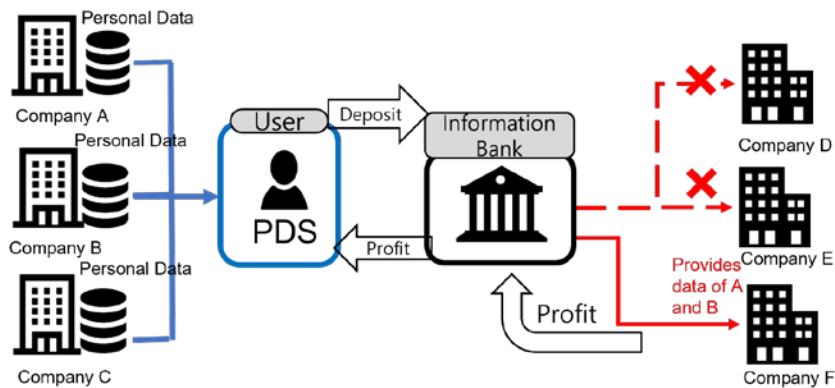 Personal Data
Company A
Personal Data
Company B
Personal Data
Company C
User
PDS
Deposit
Profit
Information
Bank
Profit
Provides
data of A
and B
Company D
Company E
Company F